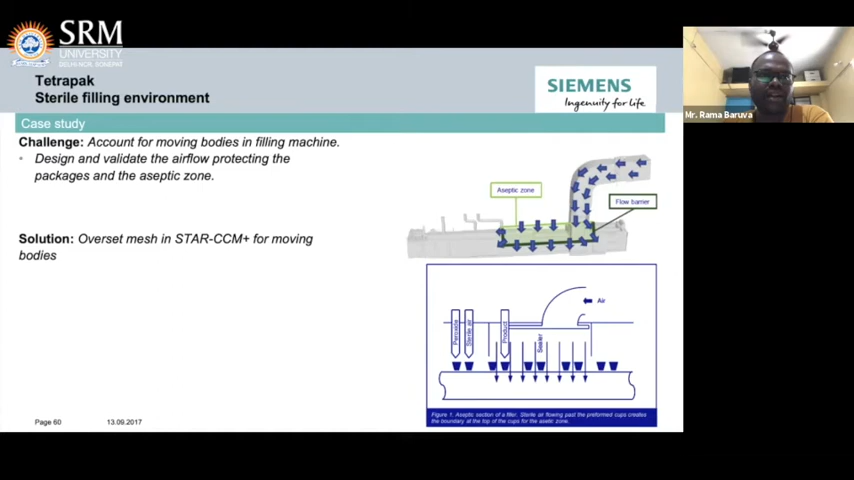 SRM
UNIVERSITY
DELHI-NCR, SONEPAT
Tetrapak
Sterile filling environment
SIEMENS
Ingenuity for life
Case study
Challenge: Account for moving bodies in filling machine.
• Design and validate the airflow protecting the
packages and the aseptic zone.
Solution: Overset mesh in STAR-CCM+ for moving
bodies
Aseptic zone
Flow barrier
Air
Peroxide
Sterile air
Product
Sealer
Figure 1. Aseptic section of a filler. Sterile air flowing past the preformed cups creates
the boundary at the top of the cups for the asetic zone.
Page 60
13.09.2017
Mr. Rama Baruva